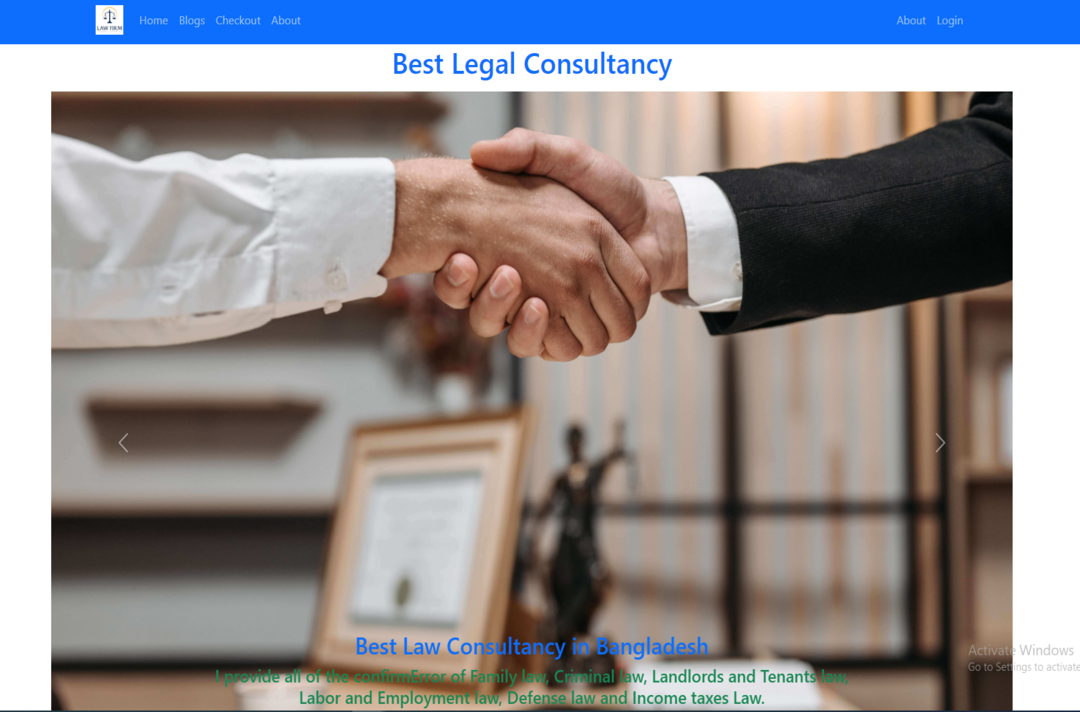 LAW FIRM
Home Blogs Checkout About
About Login
Best Legal Consultancy
Best Law Consultancy in Bangladesh
I provide all of the confirmError of Family law, Criminal law, Landlords and Tenants law,
Labor and Employment law, Defense law and Income taxes Law.
Activate Windows
Go to Settings to activate